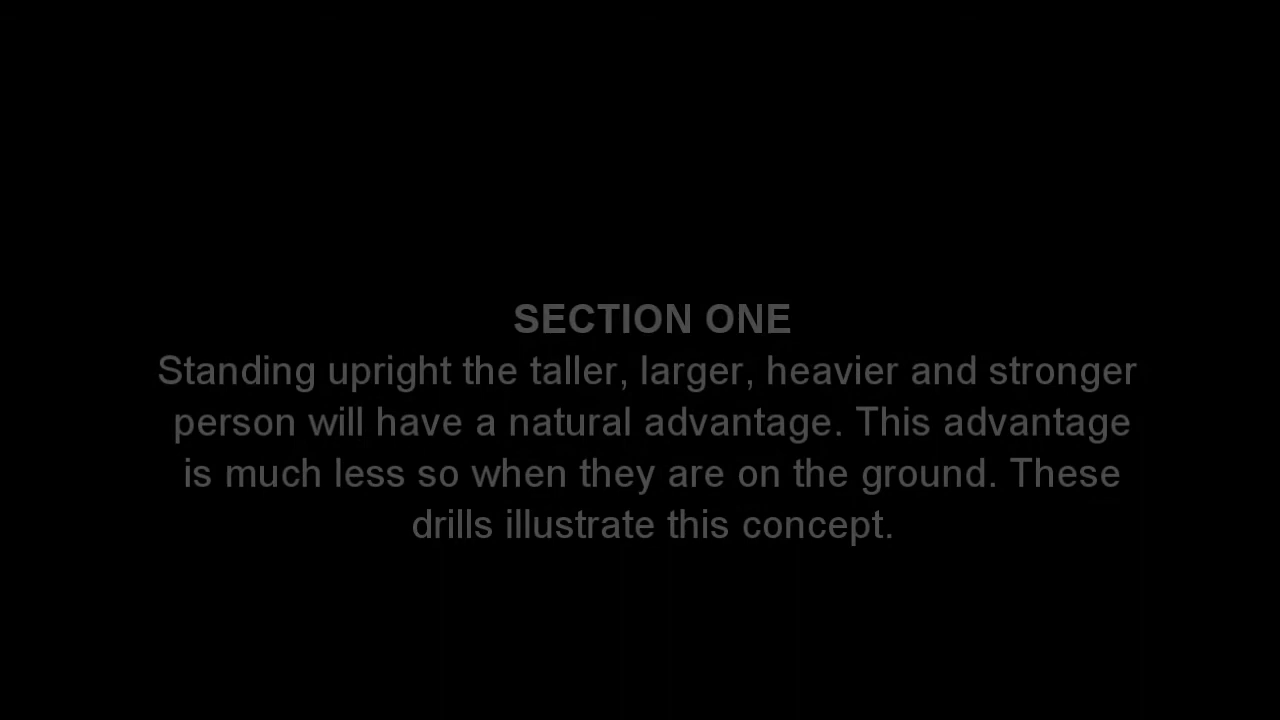 SECTION ONE
Standing upright the taller, larger, heavier and stronger
person will have a natural advantage. This advantage
is much less so when they are on the ground. These
drills illustrate this concept.